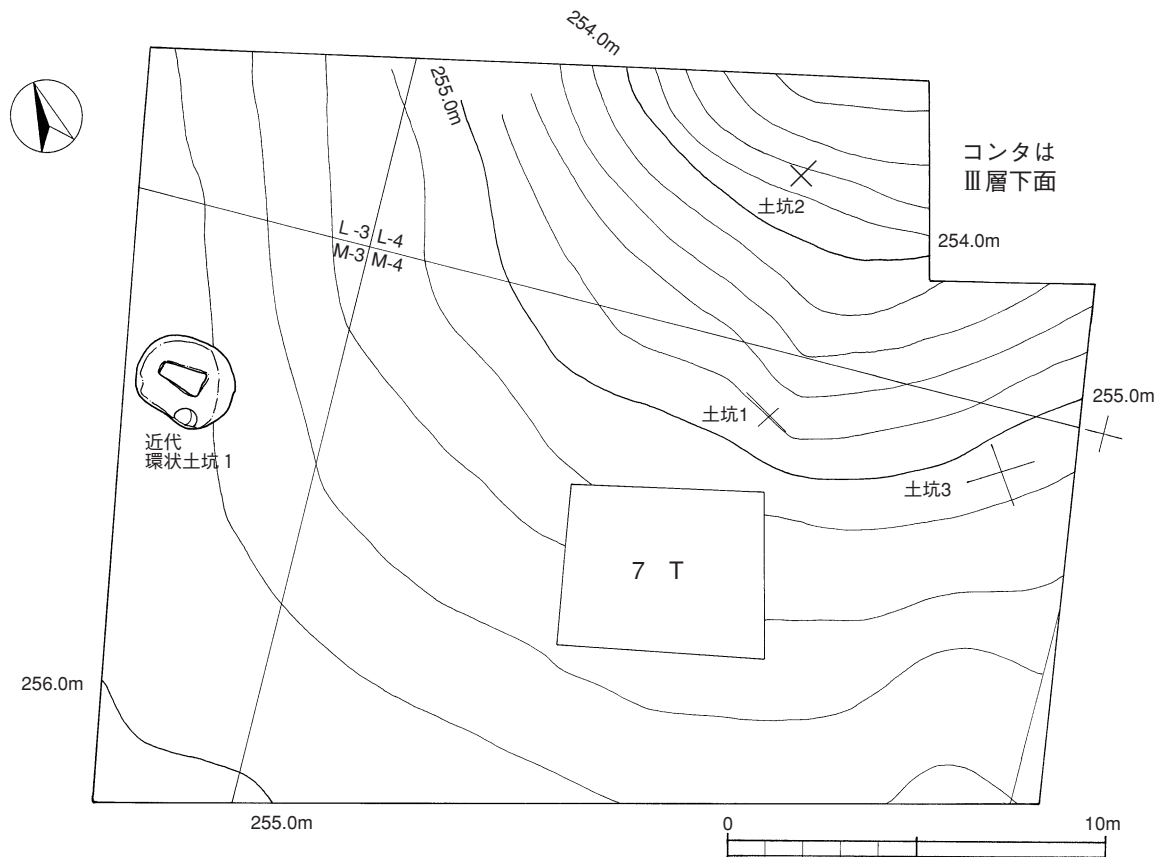 254.0m
255.0m
コンタは
Ⅲ層下面
土坑2
L-3 L-4
M-3 M-4
254.0m
255.0m
土坑1
近代
環状土坑1
土坑3
7 T
256.0m
255.0m
0 10m